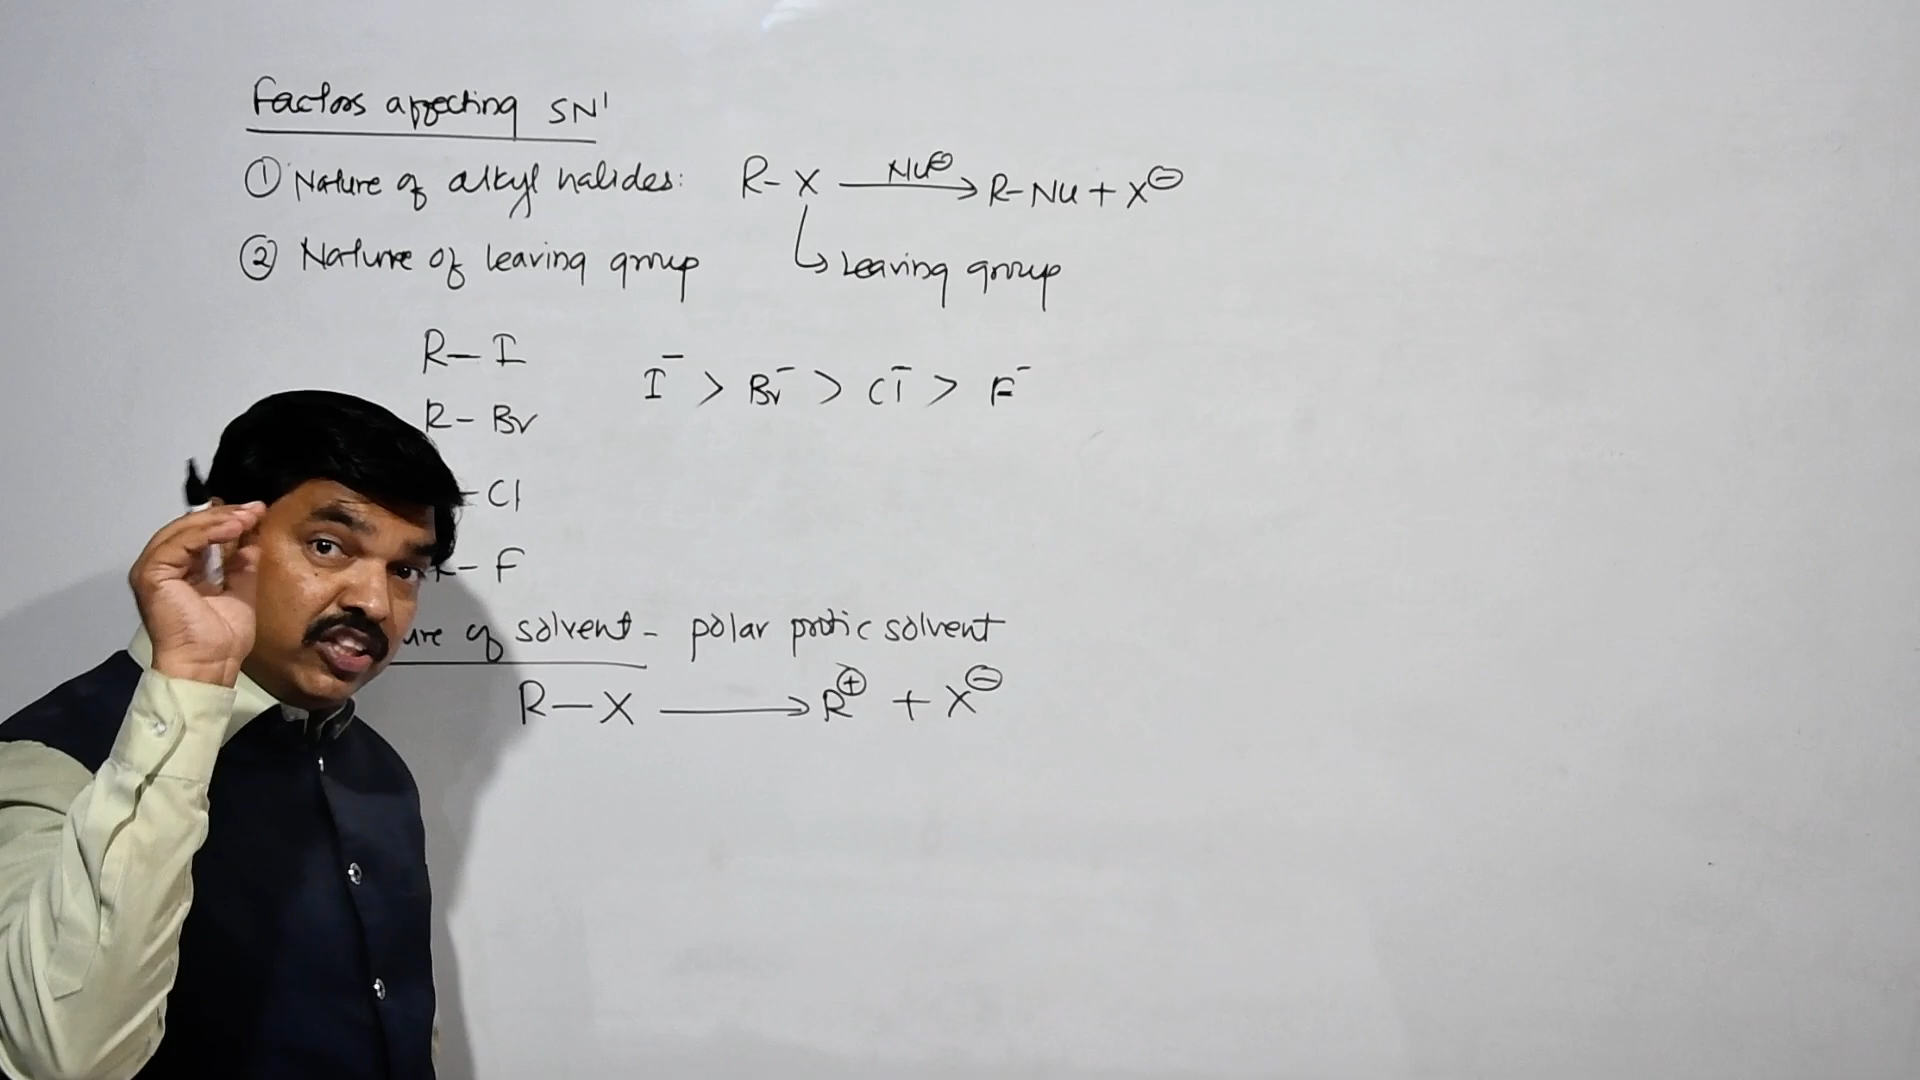 Factors affecting SN¹
① Nature of alkyl halides: R-X Nu⊖ → R-Nu + X⊖
② Nature of leaving group ↳ Leaving group
R-I
I⁻ > Br⁻ > Cl⁻ > F⁻
R-Br
-Cl
-F
ure of solvent - polar protic solvent
R-X → R⊕ + X⊖